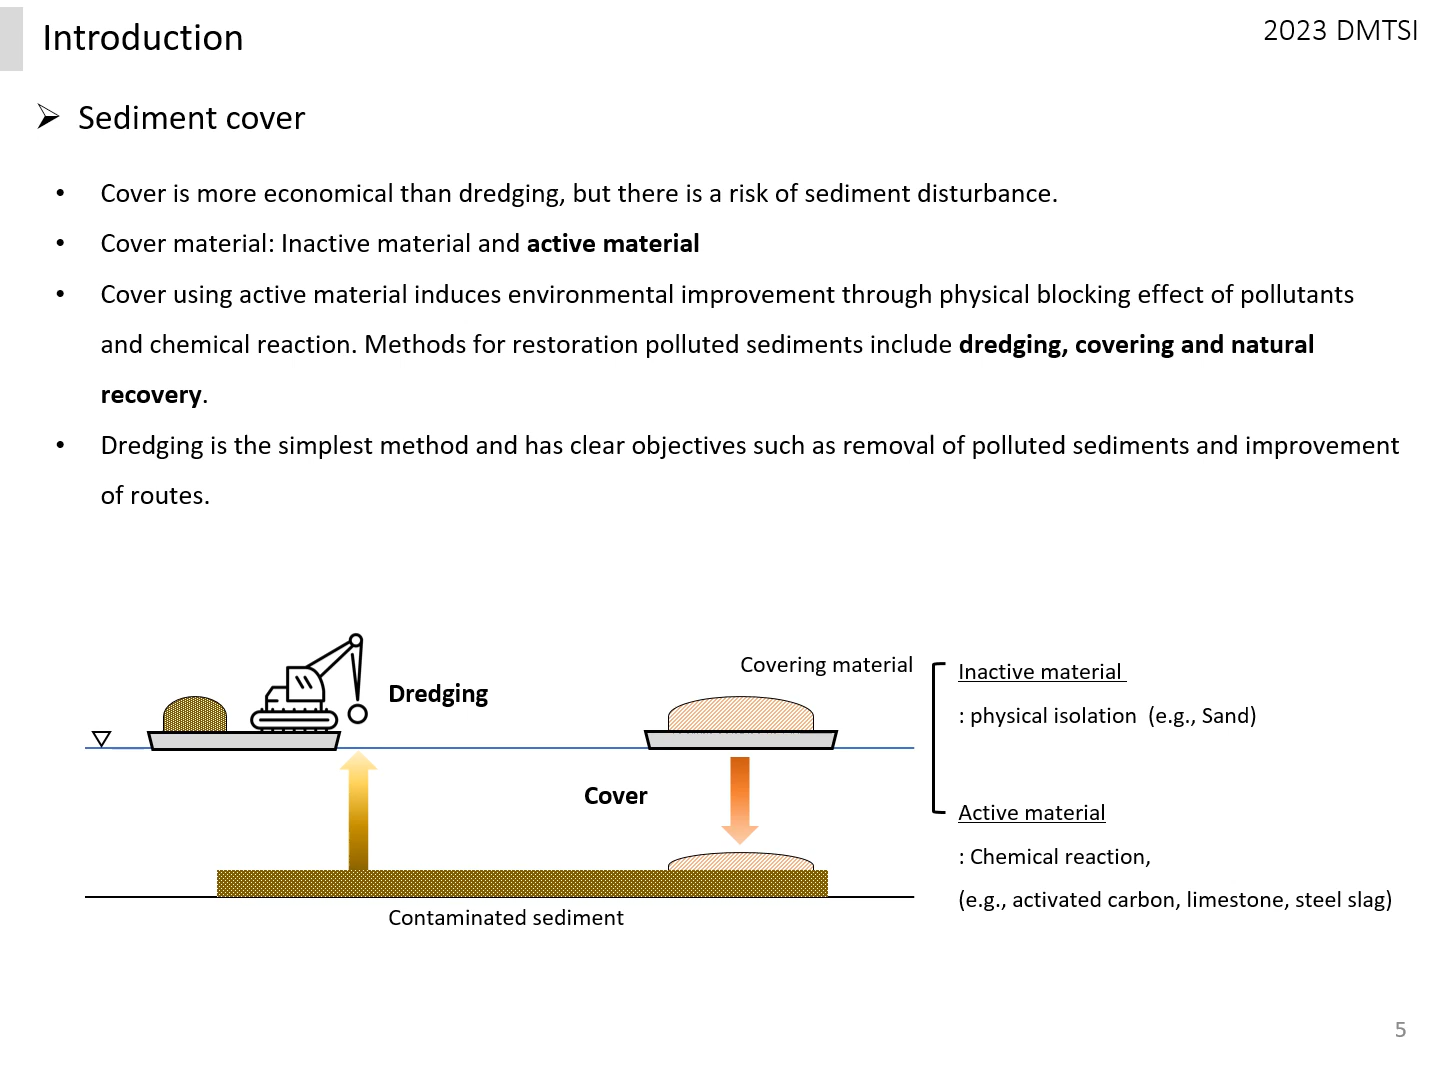 Introduction
2023 DMTSI
➢ Sediment cover
• Cover is more economical than dredging, but there is a risk of sediment disturbance.
• Cover material: Inactive material and active material
• Cover using active material induces environmental improvement through physical blocking effect of pollutants
and chemical reaction. Methods for restoration polluted sediments include dredging, covering and natural
recovery.
• Dredging is the simplest method and has clear objectives such as removal of polluted sediments and improvement
of routes.
Dredging
Covering material
Cover
Contaminated sediment
Inactive material
: physical isolation (e.g., Sand)
Active material
: Chemical reaction,
(e.g., activated carbon, limestone, steel slag)
5